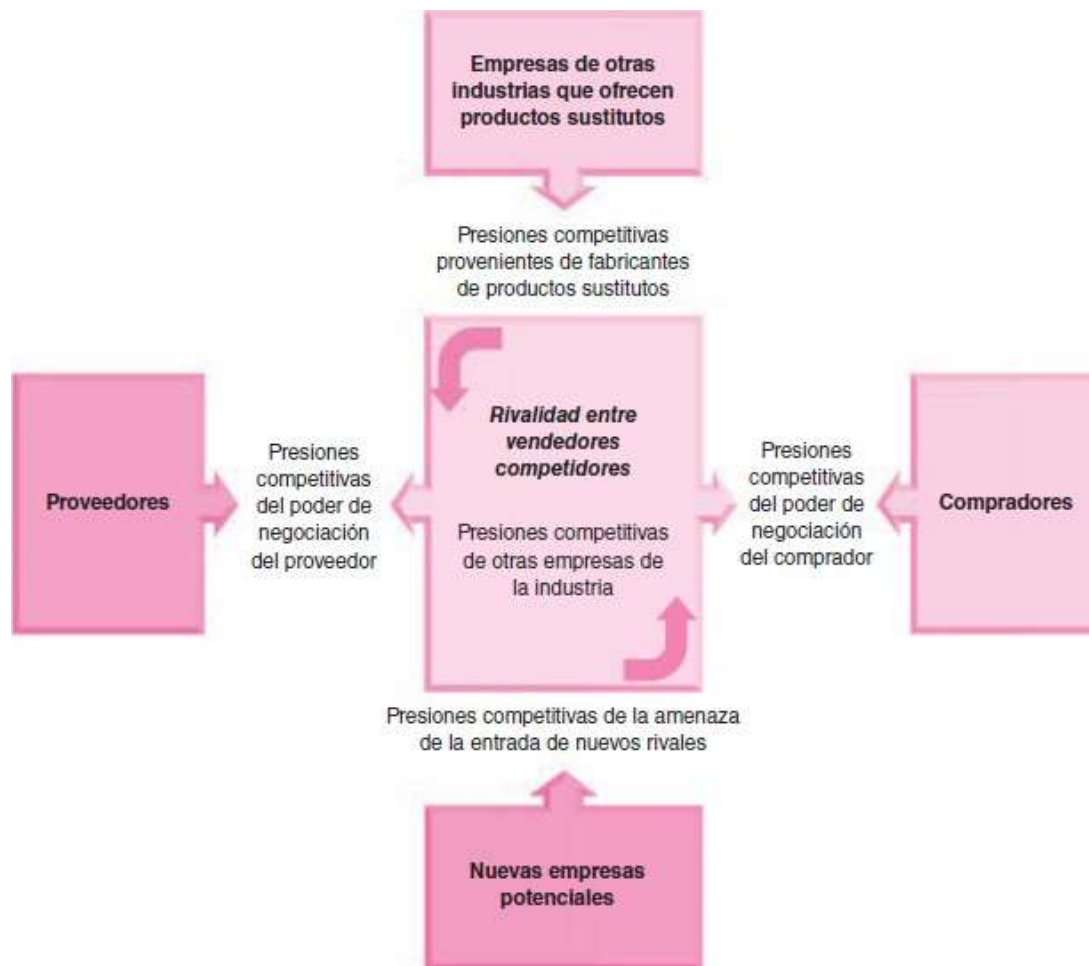 Empresas de otras
industrias que ofrecen
productos sustitutos
Presiones competitivas
provenientes de fabricantes
de productos sustitutos
Proveedores
Presiones
competitivas
del poder de
negociación
del proveedor
Rivalidad entre
vendedores
competidores
Presiones competitivas
de otras empresas de
la industria
Presiones
competitivas
del poder de
negociación
del comprador
Compradores
Presiones competitivas de la amenaza
de la entrada de nuevos rivales
Nuevas empresas
potenciales